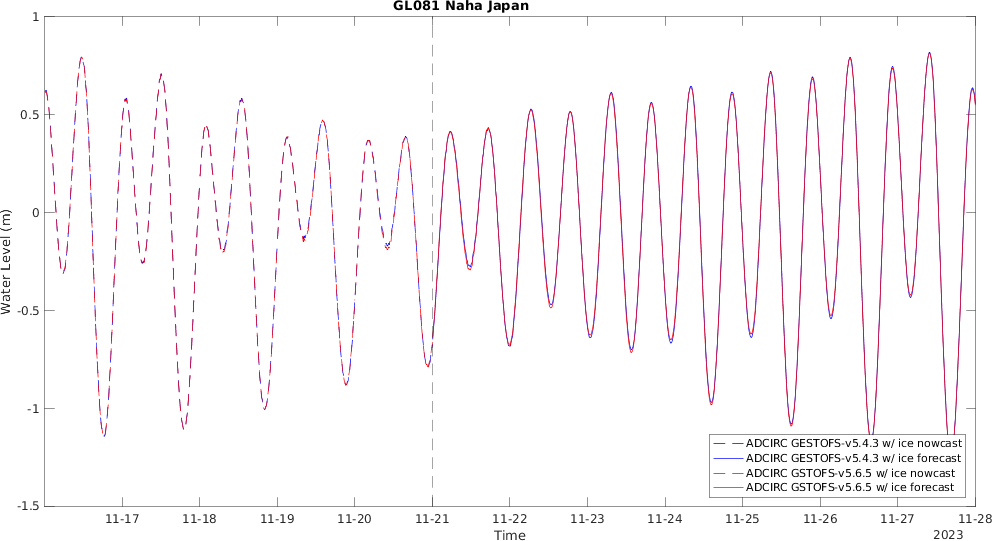 GL081 Naha Japan
Water Level (m)
1
0.5
0
-0.5
-1
-1.5
ADCIRC GESTOFS-v5.4.3 w/ ice nowcast
ADCIRC GESTOFS-v5.4.3 w/ ice forecast
ADCIRC GSTOFS-v5.6.5 w/ ice nowcast
ADCIRC GSTOFS-v5.6.5 w/ ice forecast
11-17 11-18 11-19 11-20 11-21 11-22 11-23 11-24 11-25 11-26 11-27 11-28
Time
2023